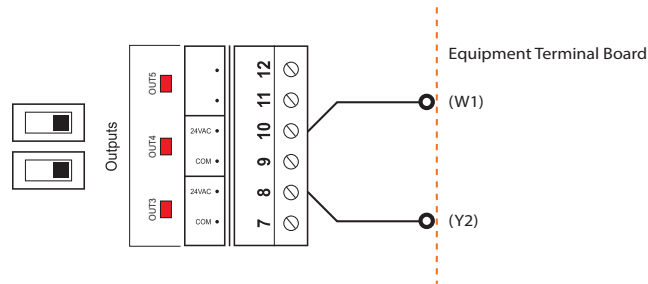 Equipment Terminal Board
Outputs
OUT5
OUT4
OUT3
24VAC
COM
24VAC
COM
12
11
10
9
8
7
(W1)
(Y2)